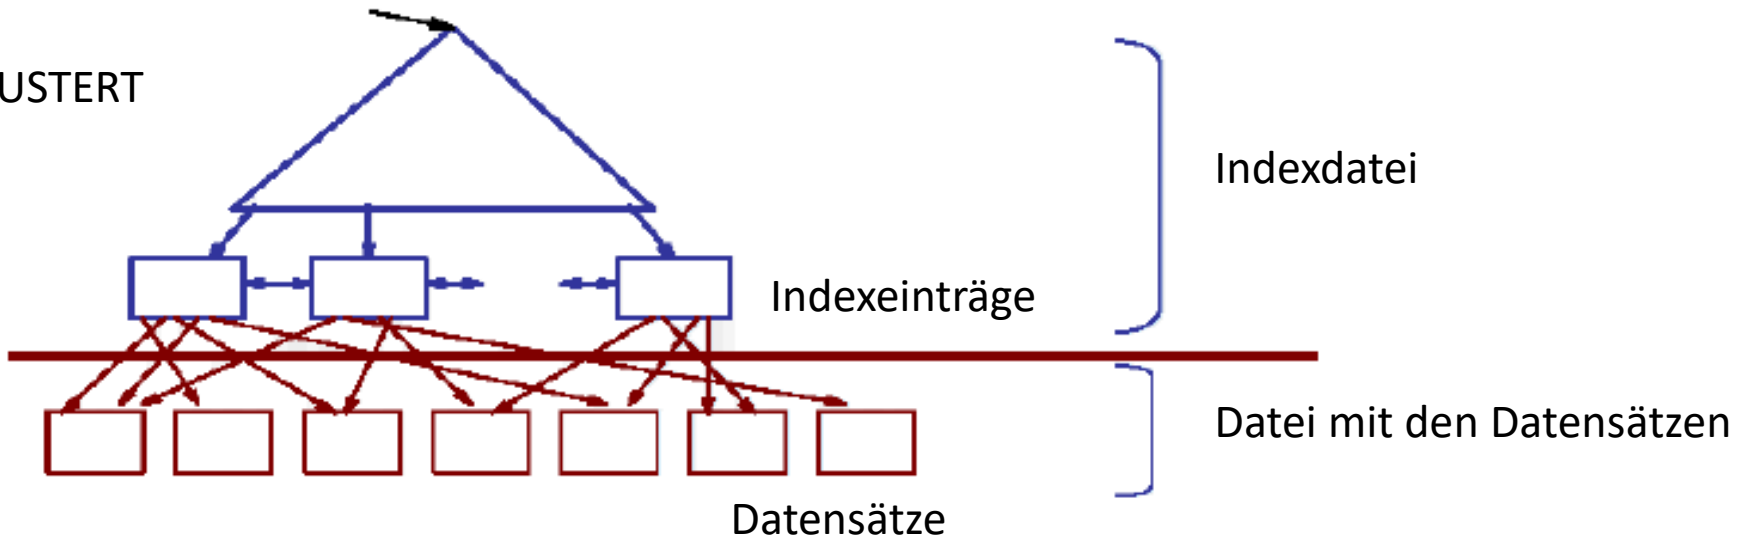 USTERT
Indexdatei
Indexeinträge
Datei mit den Datensätzen
Datensätze